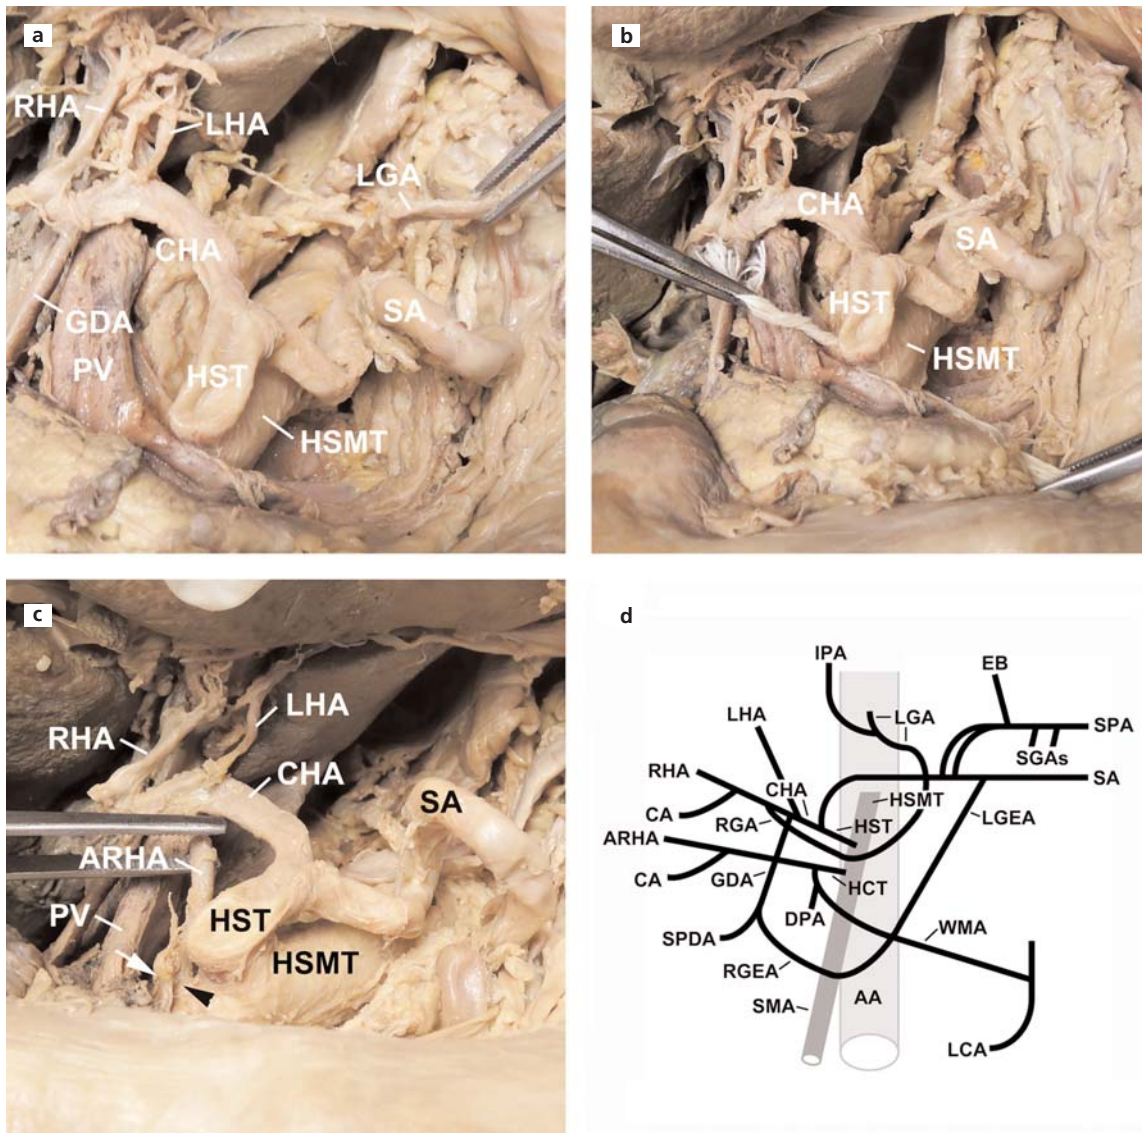 a
RHA
LHA
LGA
CHA
SA
GDA
PV
HST
HSMT
b
CHA
SA
HST
HSMT
c
LHA
RHA
CHA
SA
ARHA
PV
HST
HSMT
d
IPA
EB
LHA
LGA
SPA
SGAs
RHA
CHA
SA
HSMT
CA
RGA
HST
LGEA
ARHA
CA
GDA
HCT
DPA
WMA
SPDA
RGEA
SMA
AA
LCA